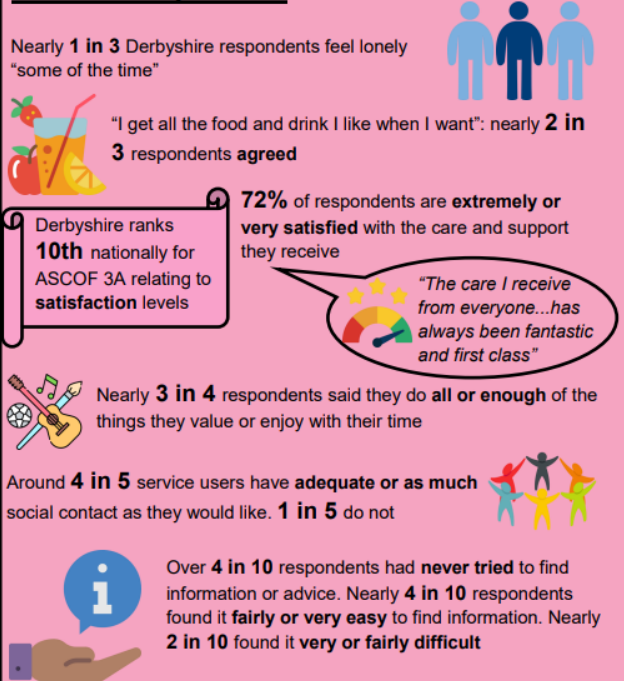 Nearly 1 in 3 Derbyshire respondents feel lonely
“some of the time”
“I get all the food and drink I like when I want”: nearly 2 in
3 respondents agreed
72% of respondents are extremely or
very satisfied with the care and support
they receive
Derbyshire ranks
10th nationally for
ASCOF 3A relating to
satisfaction levels
“The care I receive
from everyone...has
always been fantastic
and first class”
Nearly 3 in 4 respondents said they do all or enough of the
things they value or enjoy with their time
Around 4 in 5 service users have adequate or as much
social contact as they would like. 1 in 5 do not
i
Over 4 in 10 respondents had never tried to find
information or advice. Nearly 4 in 10 respondents
found it fairly or very easy to find information. Nearly
2 in 10 found it very or fairly difficult